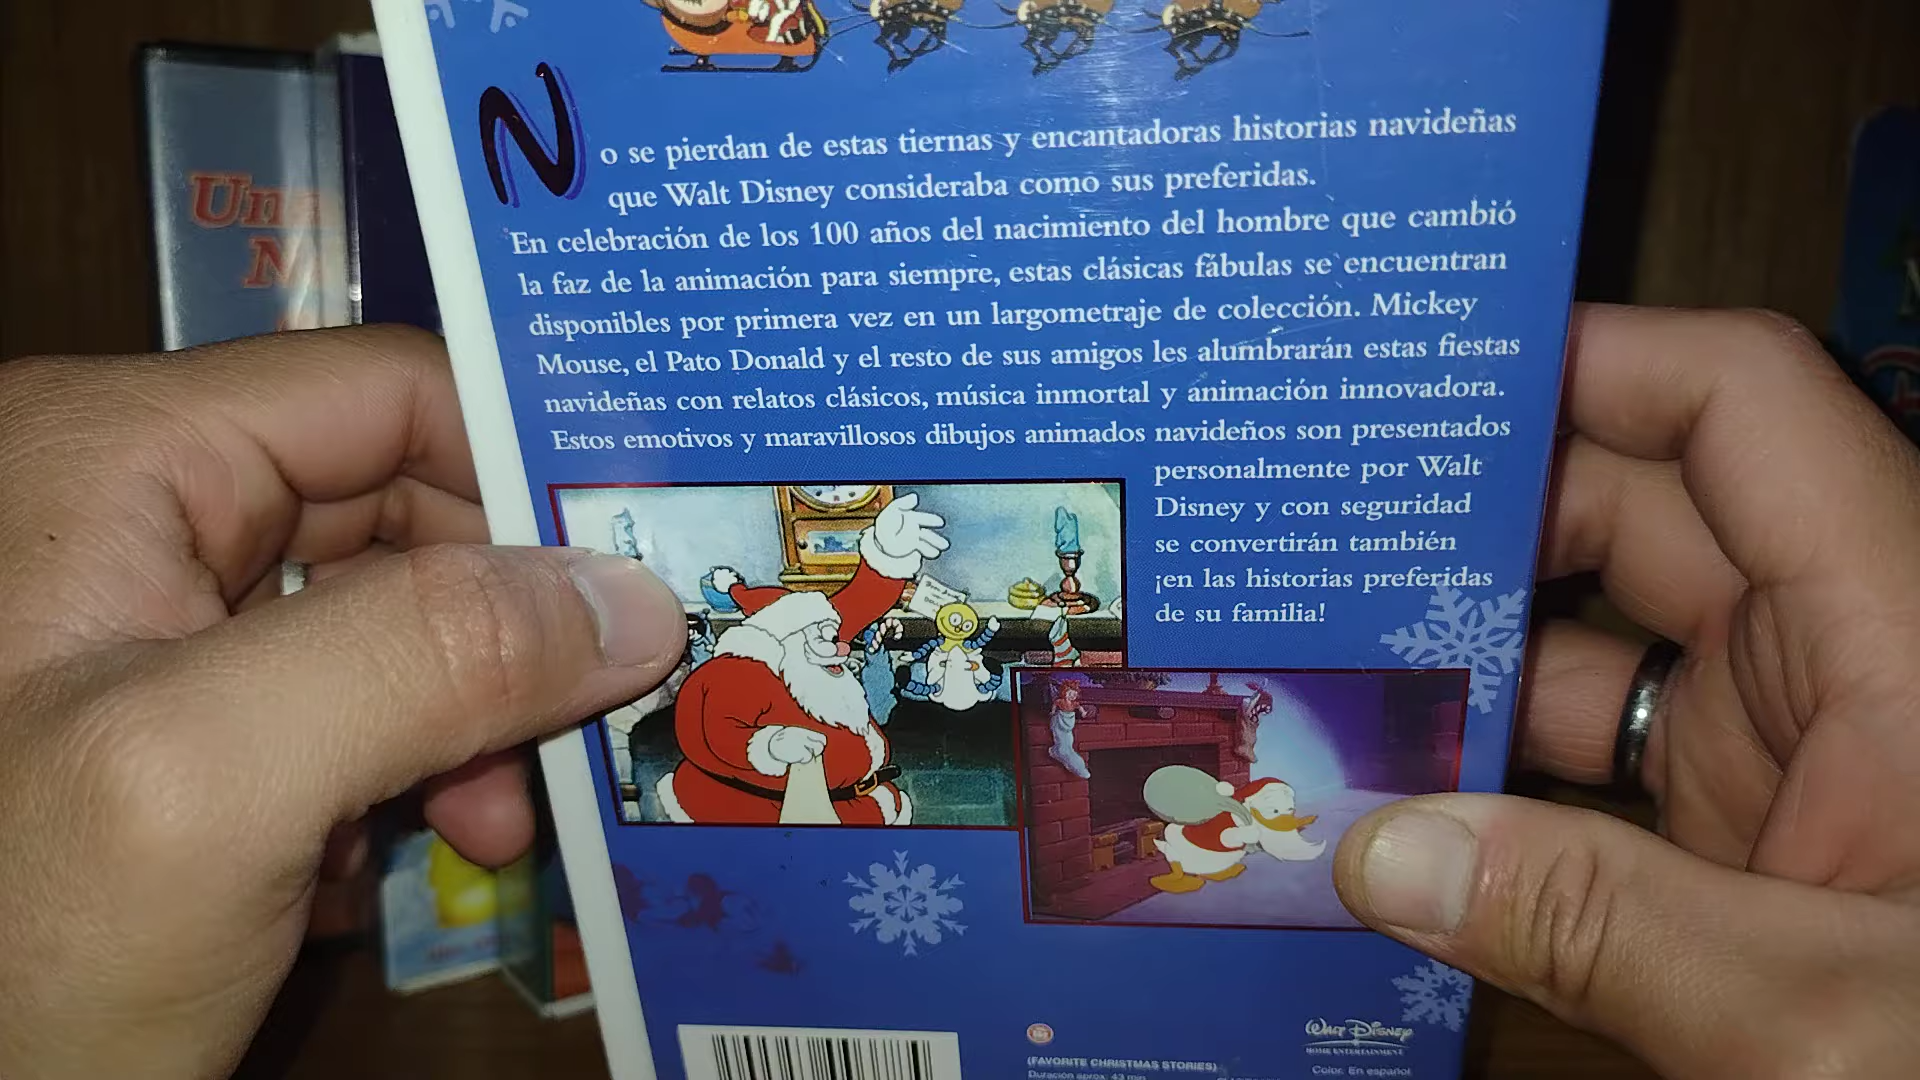 No se pierdan de estas tiernas y encantadoras historias navideñas
que Walt Disney consideraba como sus preferidas.
En celebración de los 100 años del nacimiento del hombre que cambió
la faz de la animación para siempre, estas clásicas fábulas se encuentran
disponibles por primera vez en un largometraje de colección. Mickey
Mouse, el Pato Donald y el resto de sus amigos les alumbrarán estas fiestas
navideñas con relatos clásicos, música inmortal y animación innovadora.
Estos emotivos y maravillosos dibujos animados navideños son presentados
personalmente por Walt
Disney y con seguridad
se convertirán también
¡en las historias preferidas
de su familia!
(FAVORITE CHRISTMAS STORIES)
Duración aprox: 43 min
WALT DISNEY
HOME ENTERTAINMENT
Color. En español
Una